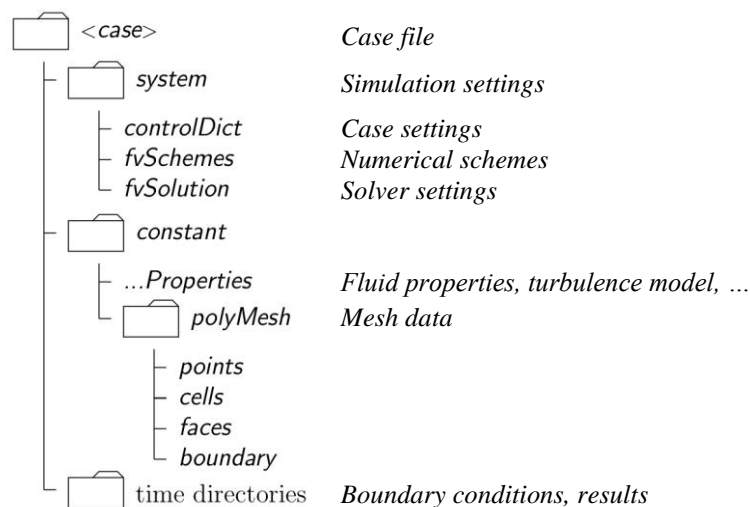 <case> Case file
system Simulation settings
controlDict Case settings
fvSchemes Numerical schemes
fvSolution Solver settings
constant
...Properties Fluid properties, turbulence model, ...
polyMesh Mesh data
points
cells
faces
boundary
time directories Boundary conditions, results